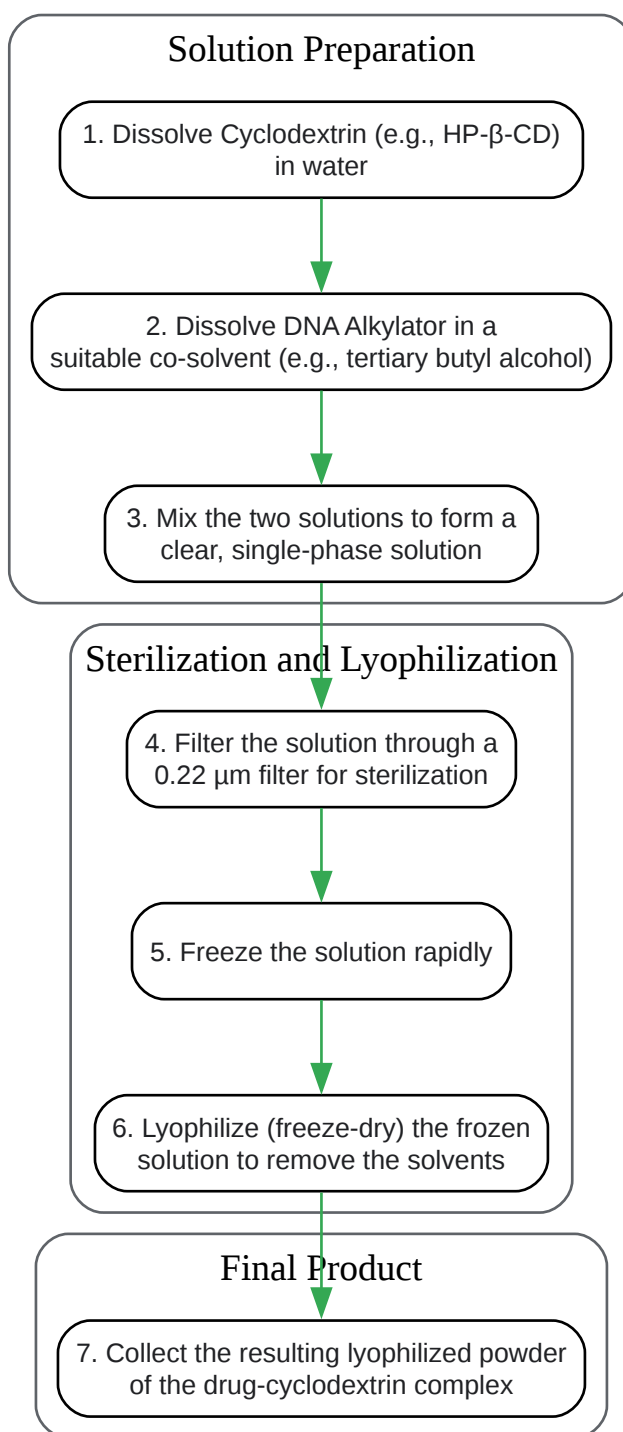 Solution Preparation
1. Dissolve Cyclodextrin (e.g., HP-β-CD)
in water
2. Dissolve DNA Alkylator in a
suitable co-solvent (e.g., tertiary butyl alcohol)
3. Mix the two solutions to form a
clear, single-phase solution
Sterilization and Lyophilization
4. Filter the solution through a
0.22 µm filter for sterilization
5. Freeze the solution rapidly
6. Lyophilize (freeze-dry) the frozen
solution to remove the solvents
Final Product
7. Collect the resulting lyophilized powder
of the drug-cyclodextrin complex